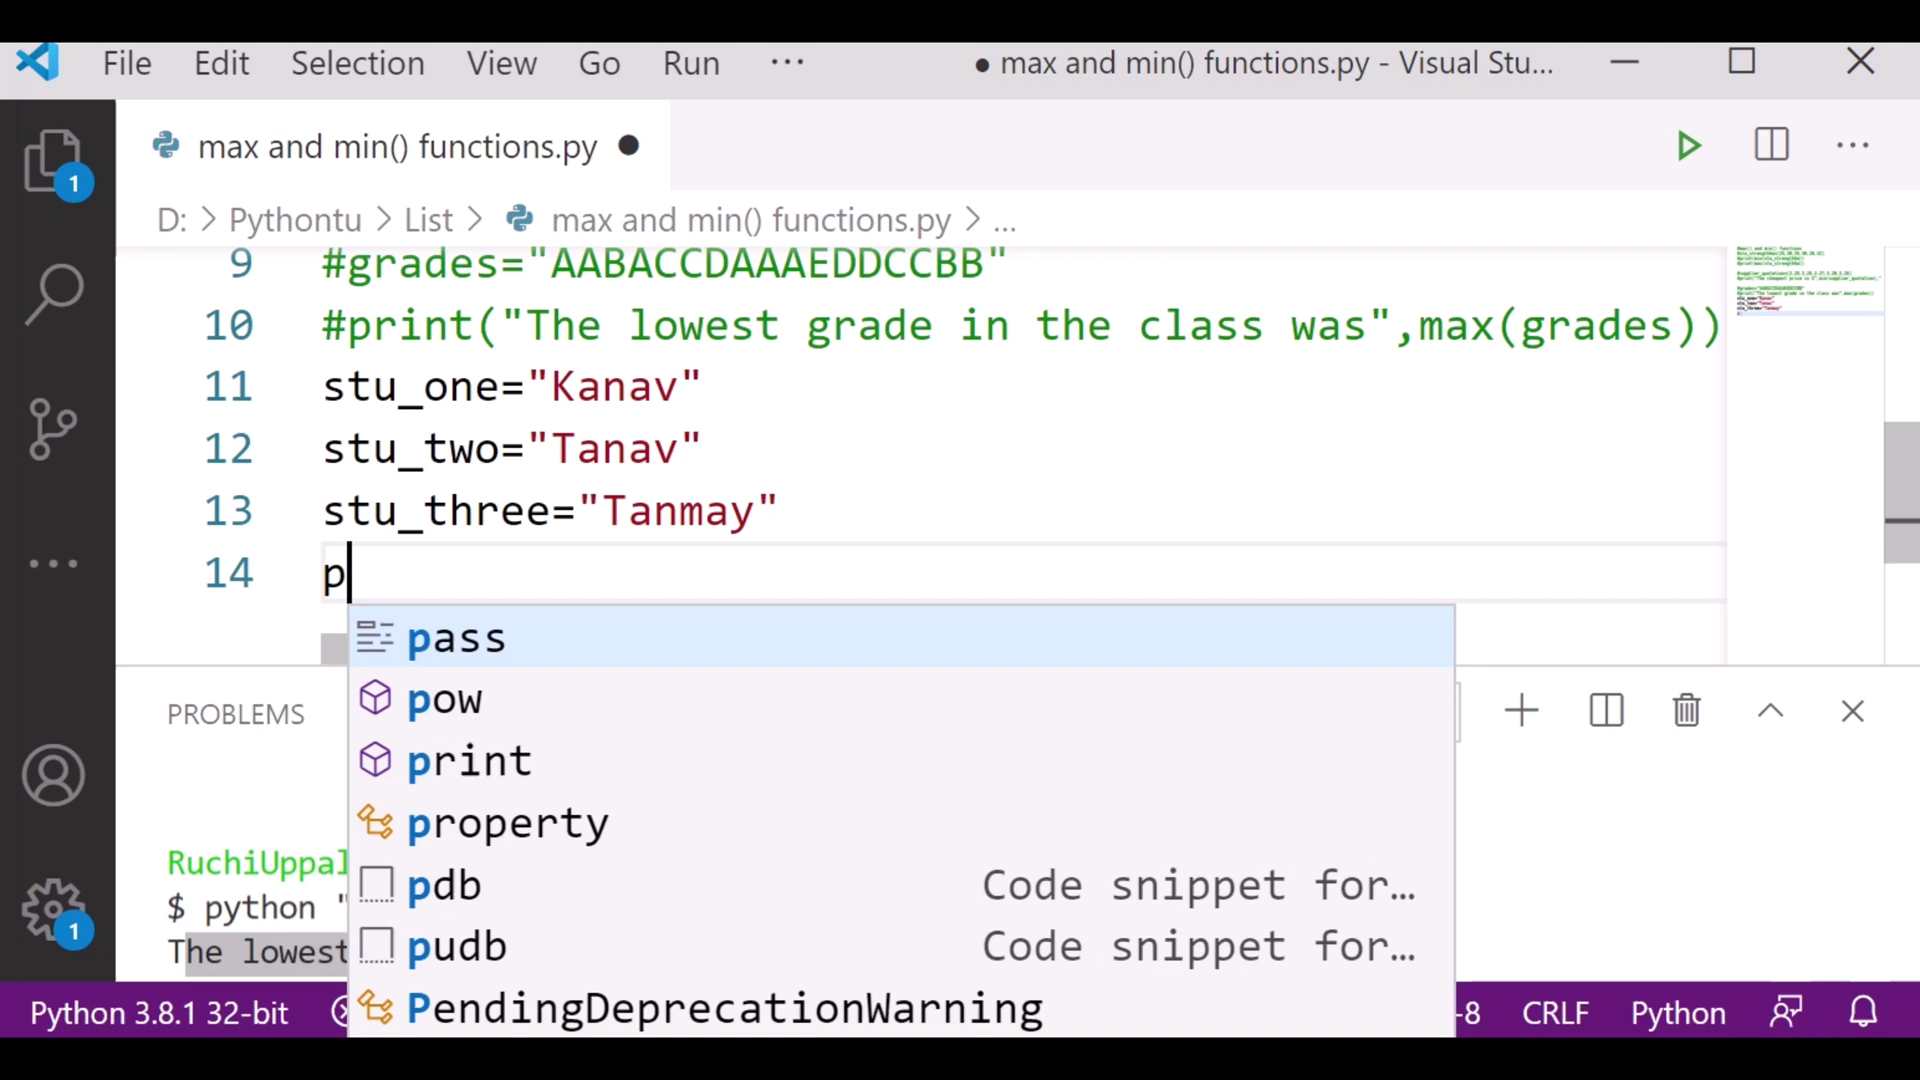 File Edit Selection View Go Run ... ● max and min() functions.py - Visual Stu...
max and min() functions.py
D: > Pythontu > List > max and min() functions.py > ...
9 #grades="AABACCDAAAEDDCCBB"
10 #print("The lowest grade in the class was",max(grades))
11 stu_one="Kanav"
12 stu_two="Tanav"
13 stu_three="Tanmay"
14 p
pass
pow
print
property
pdb Code snippet for…
pudb Code snippet for…
PendingDeprecationWarning
PROBLEMS
RuchiUppal
$ python "
The lowest
1
1
Python 3.8.1 32-bit -8 CRLF Python